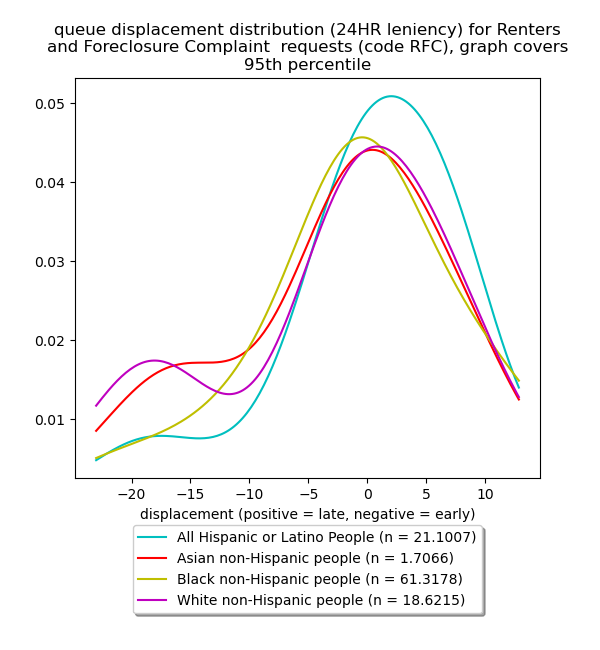 queue displacement distribution (24HR leniency) for Renters
and Foreclosure Complaint  requests (code RFC), graph covers
95th percentile
0.05
0.04
0.03
0.02
0.01
−20 −15 −10 −5 0 5 10
displacement (positive = late, negative = early)
All Hispanic or Latino People (n = 21.1007)
Asian non-Hispanic people (n = 1.7066)
Black non-Hispanic people (n = 61.3178)
White non-Hispanic people (n = 18.6215)